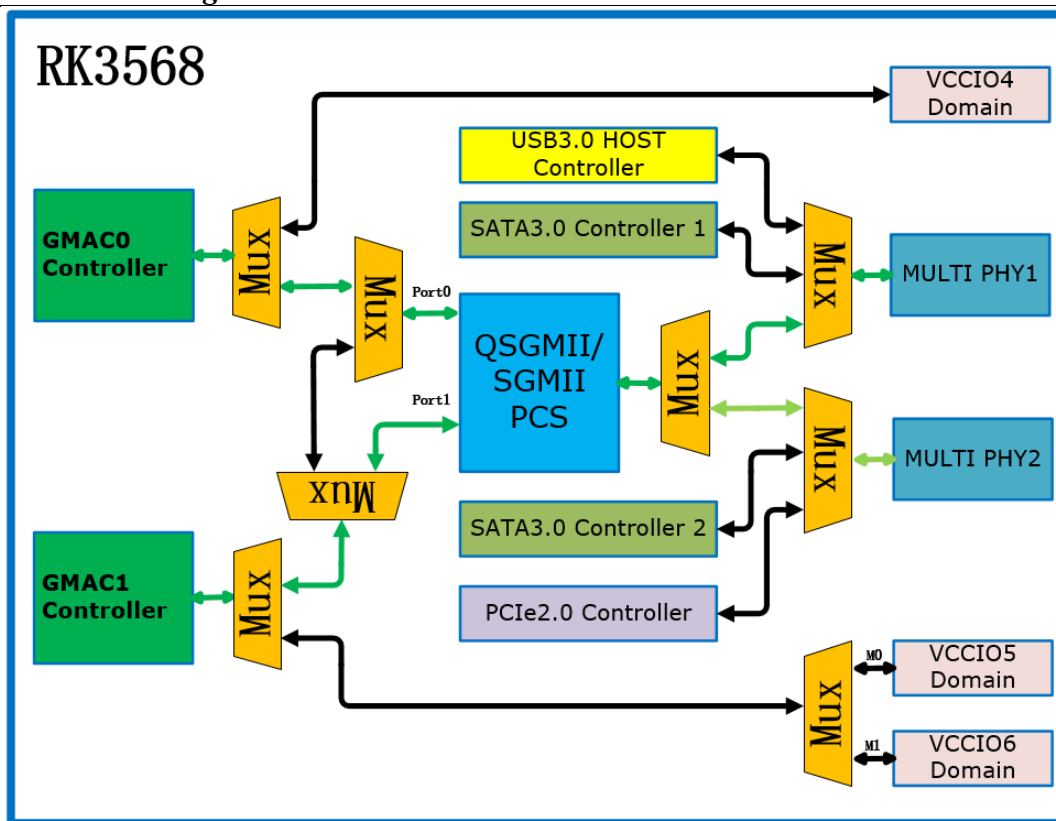 RK3568
VCCIO4
Domain
USB3.0 HOST
Controller
SATA3.0 Controller 1
GMAC0
Controller
Mux
Mux
Port0
QSGMII/
SGMII
PCS
Port1
Mux
Mux
MULTI PHY1
Mux
MULTI PHY2
Mux
SATA3.0 Controller 2
GMAC1
Controller
Mux
PCIe2.0 Controller
Mux
M0
VCCIO5
Domain
M1
VCCIO6
Domain